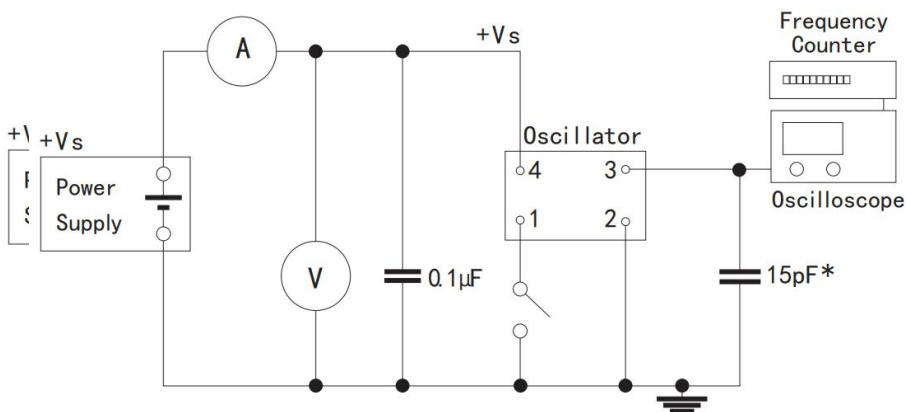 Frequency
Counter
A
+Vs
Oscillator
+V
+Vs
4
3
Power
Supply
1
2
Oscilloscope
V
0.1μF
15pF*